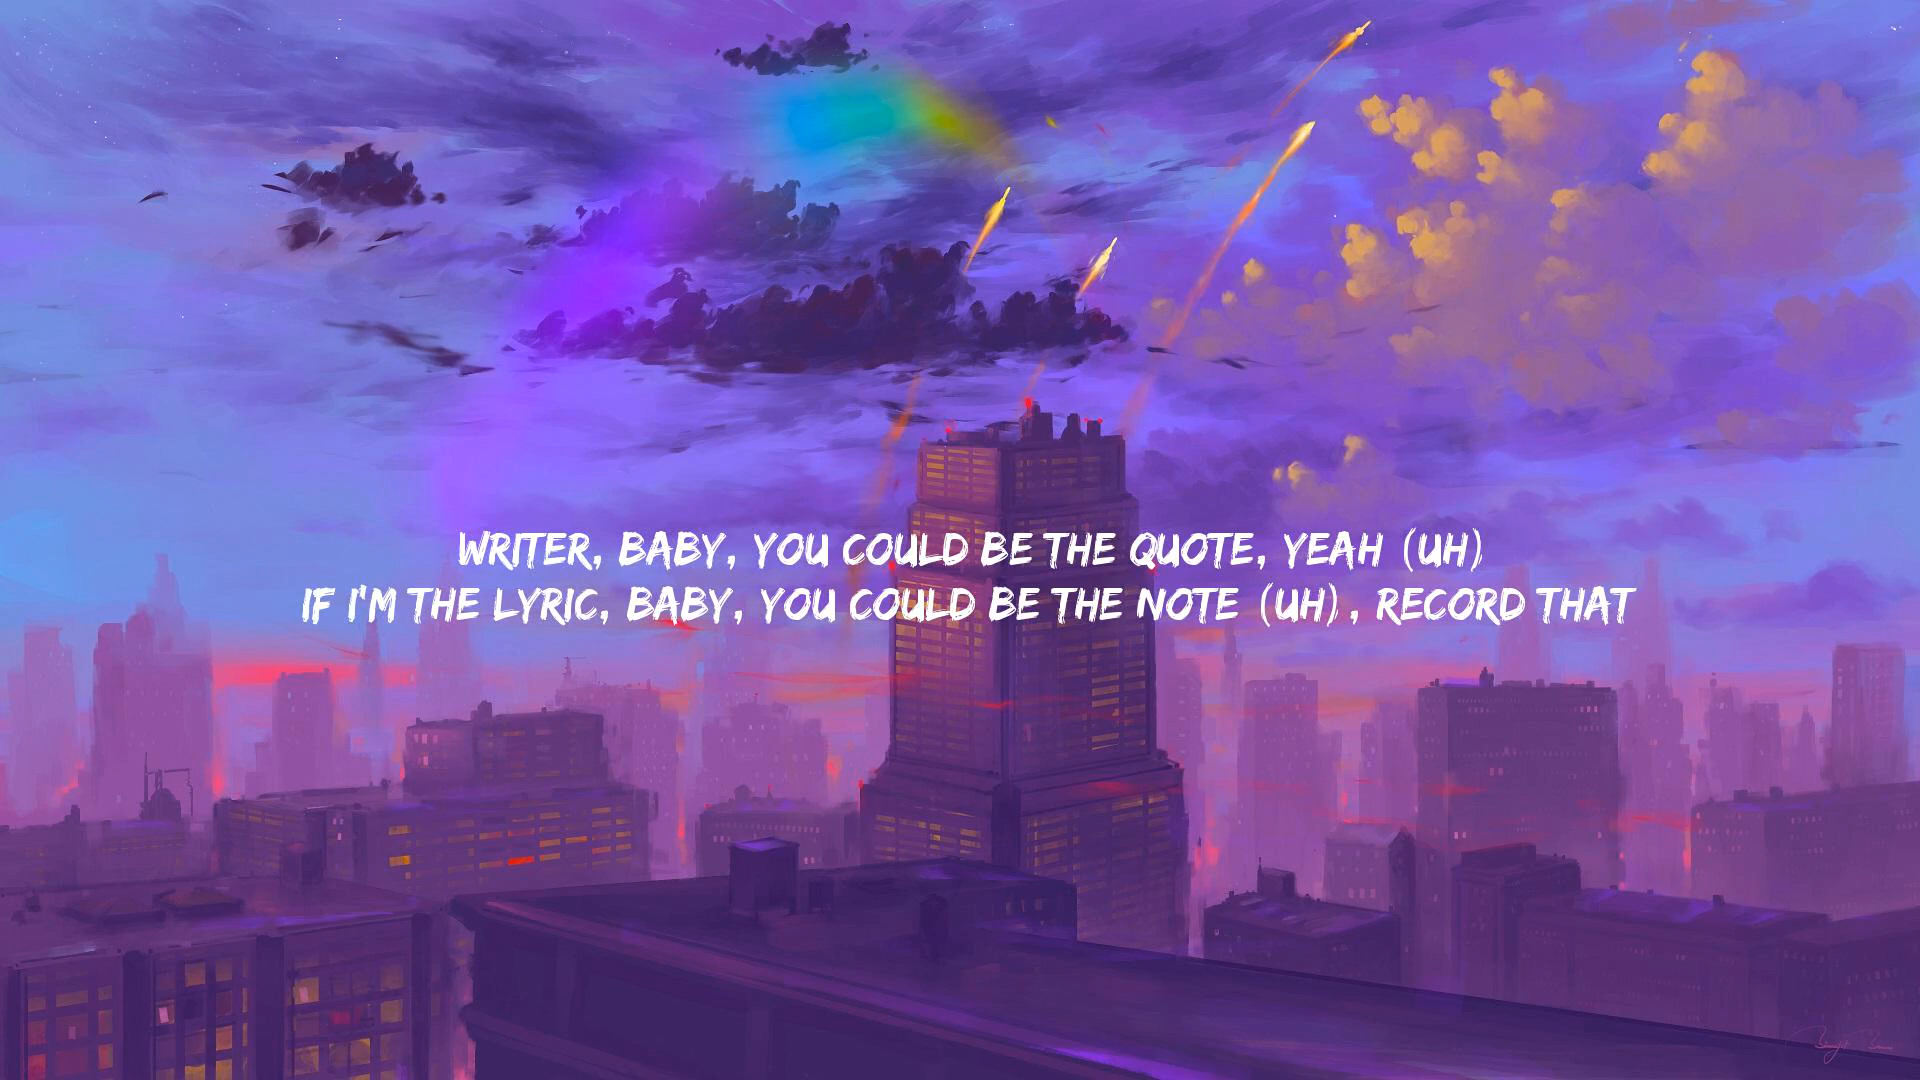 WRITER, BABY, YOU COULD BE THE QUOTE, YEAH (UH)
IF I'M THE LYRIC, BABY, YOU COULD BE THE NOTE (UH), RECORD THAT